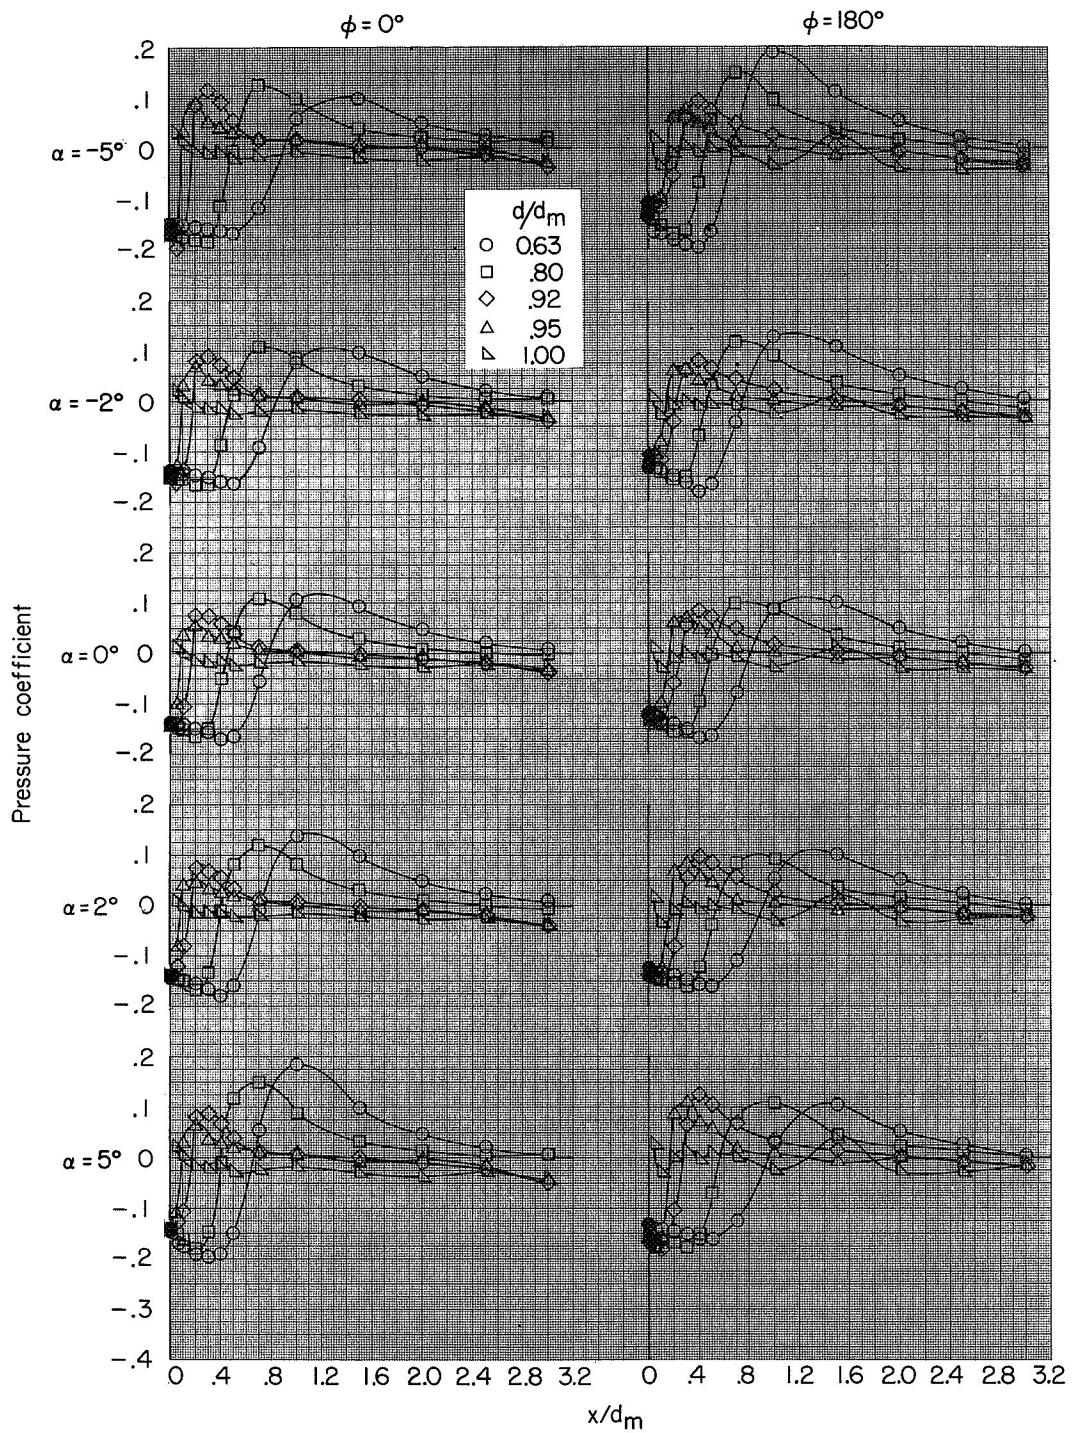 φ = 0°
φ = 180°
.2
.1
α = -5° 0
-.1
-.2
d/dm
0.63
.80
.92
.95
1.00
.2
.1
α = -2° 0
-.1
-.2
.2
.1
α = 0° 0
-.1
-.2
Pressure coefficient
.2
.1
α = 2° 0
-.1
-.2
.2
.1
α = 5° 0
-.1
-.2
-.3
-.4
.0 .4 .8 1.2 1.6 2.0 2.4 2.8 3.2
0 .4 .8 1.2 1.6 2.0 2.4 2.8 3.2
x/dm